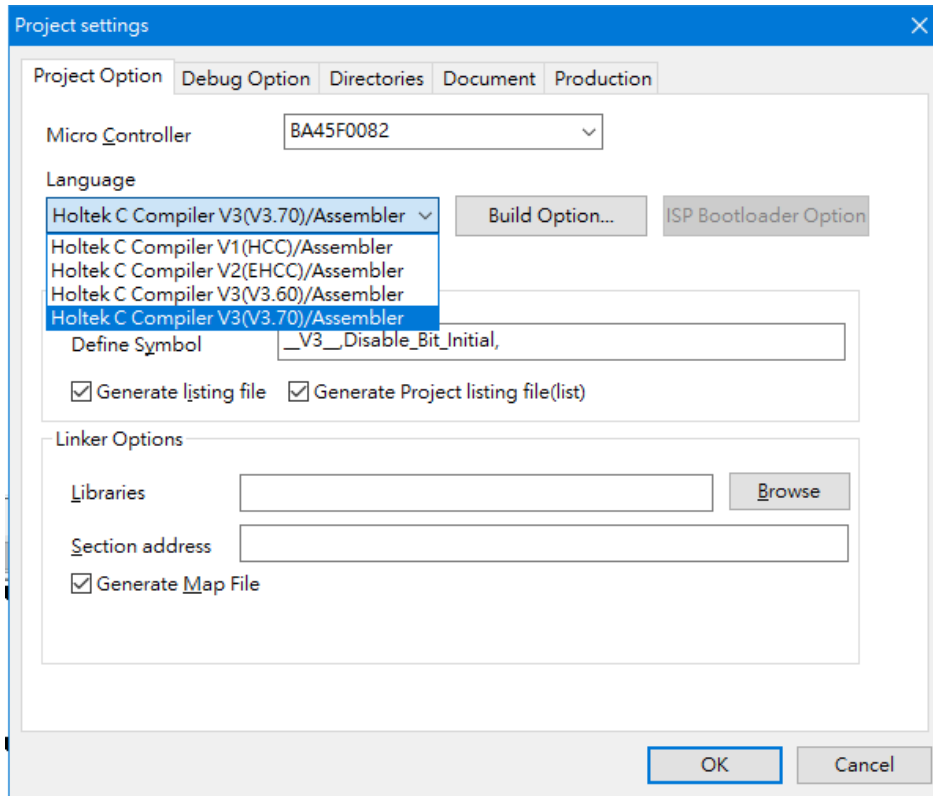 Project settings
Project Option Debug Option Directories Document Production
Micro Controller BA45F0082
Language
Holtek C Compiler V3(V3.70)/Assembler Build Option... ISP Bootloader Option
Holtek C Compiler V1(HCC)/Assembler
Holtek C Compiler V2(EHCC)/Assembler
Holtek C Compiler V3(V3.60)/Assembler
Holtek C Compiler V3(V3.70)/Assembler
Define Symbol __V3__,Disable_Bit_Initial,
Generate listing file Generate Project listing file(list)
Linker Options
Libraries Browse
Section address
Generate Map File
OK Cancel